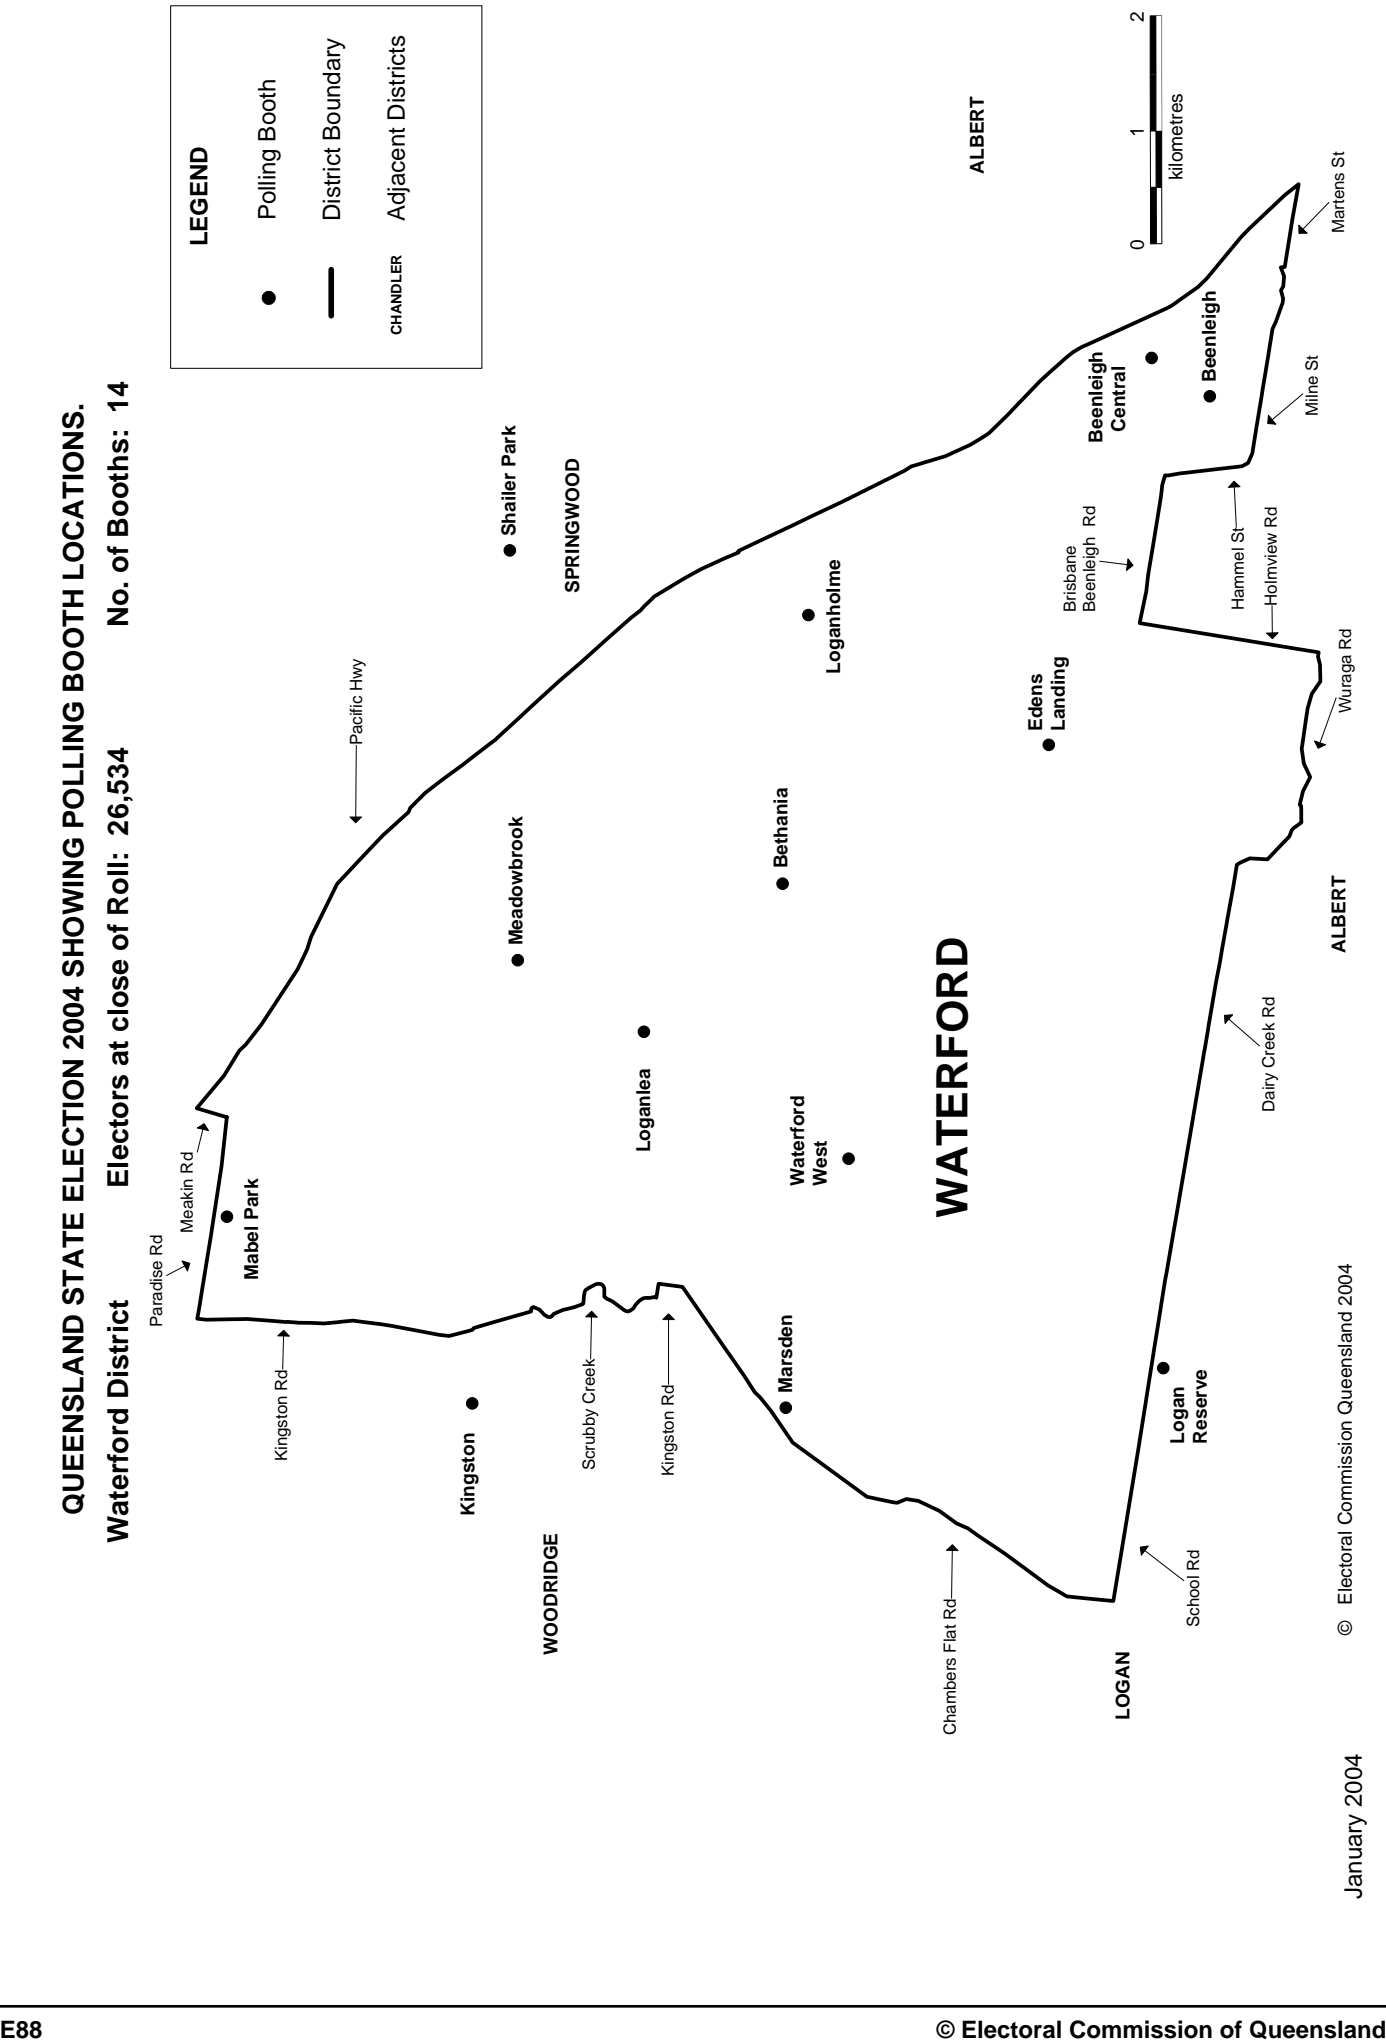 QUEENSLAND STATE ELECTION 2004 SHOWING POLLING BOOTH LOCATIONS.
Waterford District Electors at close of Roll: 26,534 No. of Booths: 14
LEGEND
Polling Booth
District Boundary
CHANDLER Adjacent Districts
Paradise Rd
Meakin Rd
Mabel Park
Kingston Rd
Pacific Hwy
Kingston
Meadowbrook
Shailer Park
WOODRIDGE
SPRINGWOOD
Scrubby Creek
Loganlea
Kingston Rd
Marsden
Bethania
Waterford
West
Loganholme
WATERFORD
ALBERT
Chambers Flat Rd
Edens
Landing
Brisbane
Beenleigh Rd
Beenleigh
Central
Beenleigh
0 1 2
kilometres
LOGAN
School Rd
Logan
Reserve
Dairy Creek Rd
Hammel St
Holmview Rd
Milne St
Martens St
Wuraga Rd
ALBERT
© Electoral Commission Queensland 2004
January 2004
E88
© Electoral Commission of Queensland